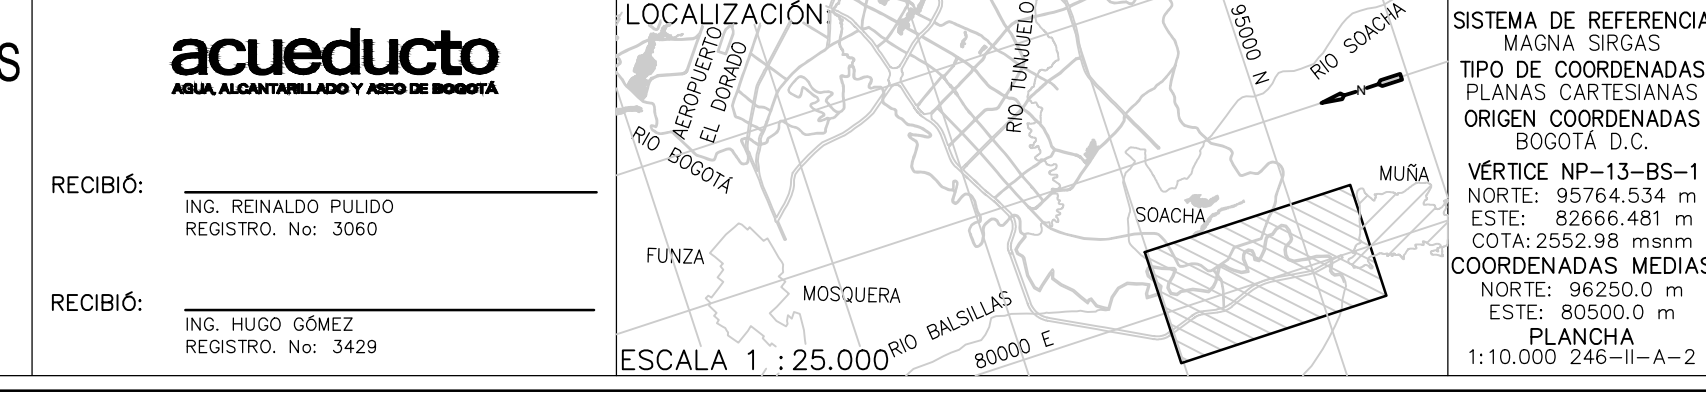 S
acueducto
AGUA, ALCANTARILLADO Y ASEO DE BOGOTÁ
RECIBIÓ:
ING. REINALDO PULIDO
REGISTRO. No: 3060
RECIBIÓ:
ING. HUGO GÓMEZ
REGISTRO. No: 3429
LOCALIZACIÓN:
AEROPUERTO
EL DORADO
RIO BOGOTÁ
RIO TUNJUELO
95000 N
RIO SOACHA
N
MUÑA
SOACHA
FUNZA
MOSQUERA
RIO BALSILLAS
80000 E
ESCALA 1 :25.000
SISTEMA DE REFERENCIA
MAGNA SIRGAS
TIPO DE COORDENADAS
PLANAS CARTESIANAS
ORIGEN COORDENADAS
BOGOTÁ D.C.
VÉRTICE NP-13-BS-1
NORTE: 95764.534 m
ESTE: 82666.481 m
COTA: 2552.98 msnm
COORDENADAS MEDIAS
NORTE: 96250.0 m
ESTE: 80500.0 m
PLANCHA
1:10.000 246-II-A-2